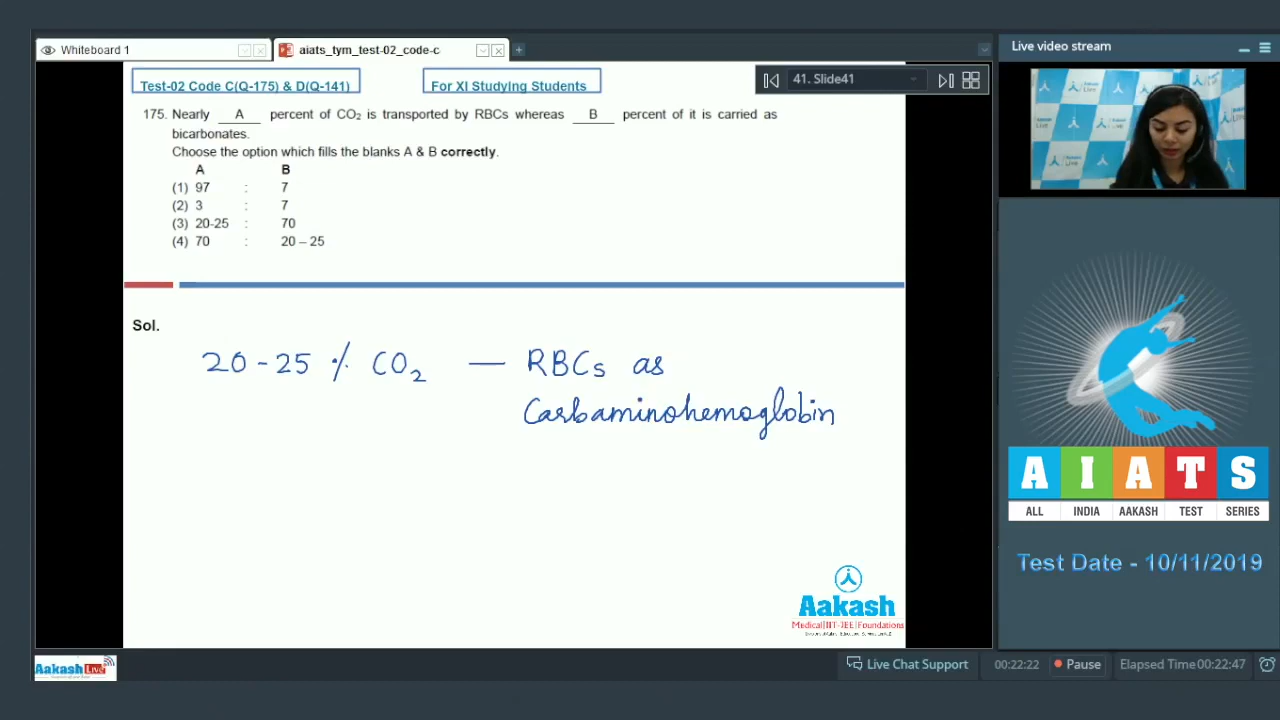 Whiteboard 1
aiats_tym_test-02_code-c
Live video stream
Test-02 Code C(Q-175) & D(Q-141)
For XI Studying Students
41. Slide41
175. Nearly A percent of CO₂ is transported by RBCs whereas B percent of it is carried as
bicarbonates.
Choose the option which fills the blanks A & B correctly.
A B
(1) 97 : 7
(2) 3 : 7
(3) 20-25 : 70
(4) 70 : 20 – 25
Sol.
20-25 % CO₂ — RBCs as
Carbaminohemoglobin
A I A T S
ALL INDIA AAKASH TEST SERIES
Test Date - 10/11/2019
Aakash
Medical|IIT-JEE|Foundations
Aakash Live
Live Chat Support
00:22:22
Pause
Elapsed Time 00:22:47